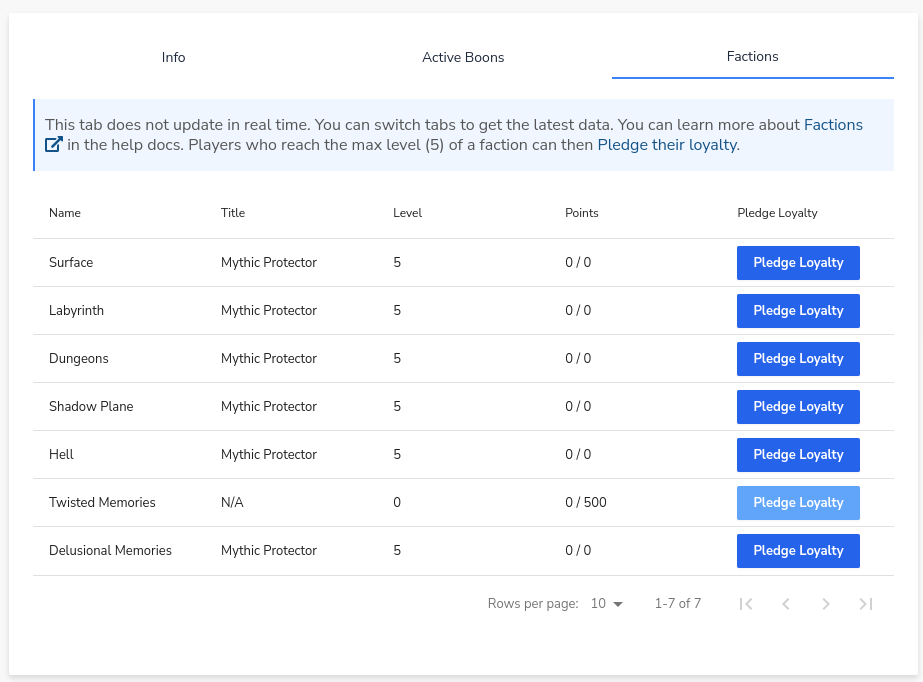 Info Active Boons Factions
This tab does not update in real time. You can switch tabs to get the latest data. You can learn more about Factions
in the help docs. Players who reach the max level (5) of a faction can then Pledge their loyalty.
Name Title Level Points Pledge Loyalty
Surface Mythic Protector 5 0 / 0 Pledge Loyalty
Labyrinth Mythic Protector 5 0 / 0 Pledge Loyalty
Dungeons Mythic Protector 5 0 / 0 Pledge Loyalty
Shadow Plane Mythic Protector 5 0 / 0 Pledge Loyalty
Hell Mythic Protector 5 0 / 0 Pledge Loyalty
Twisted Memories N/A 0 0 / 500 Pledge Loyalty
Delusional Memories Mythic Protector 5 0 / 0 Pledge Loyalty
Rows per page: 10 1-7 of 7